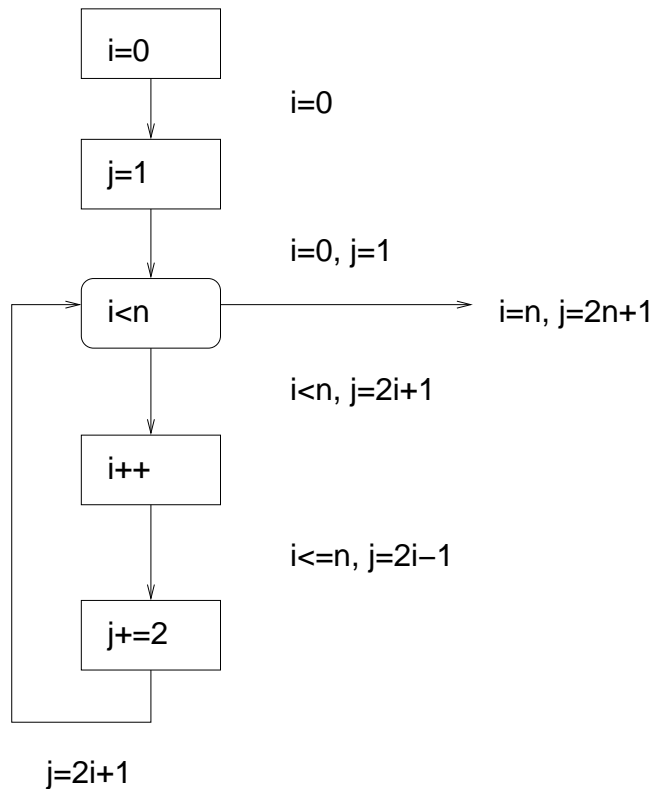 i=0
i=0
j=1
i=0, j=1
i<n
i=n, j=2n+1
i<n, j=2i+1
i++
i<=n, j=2i−1
j+=2
j=2i+1